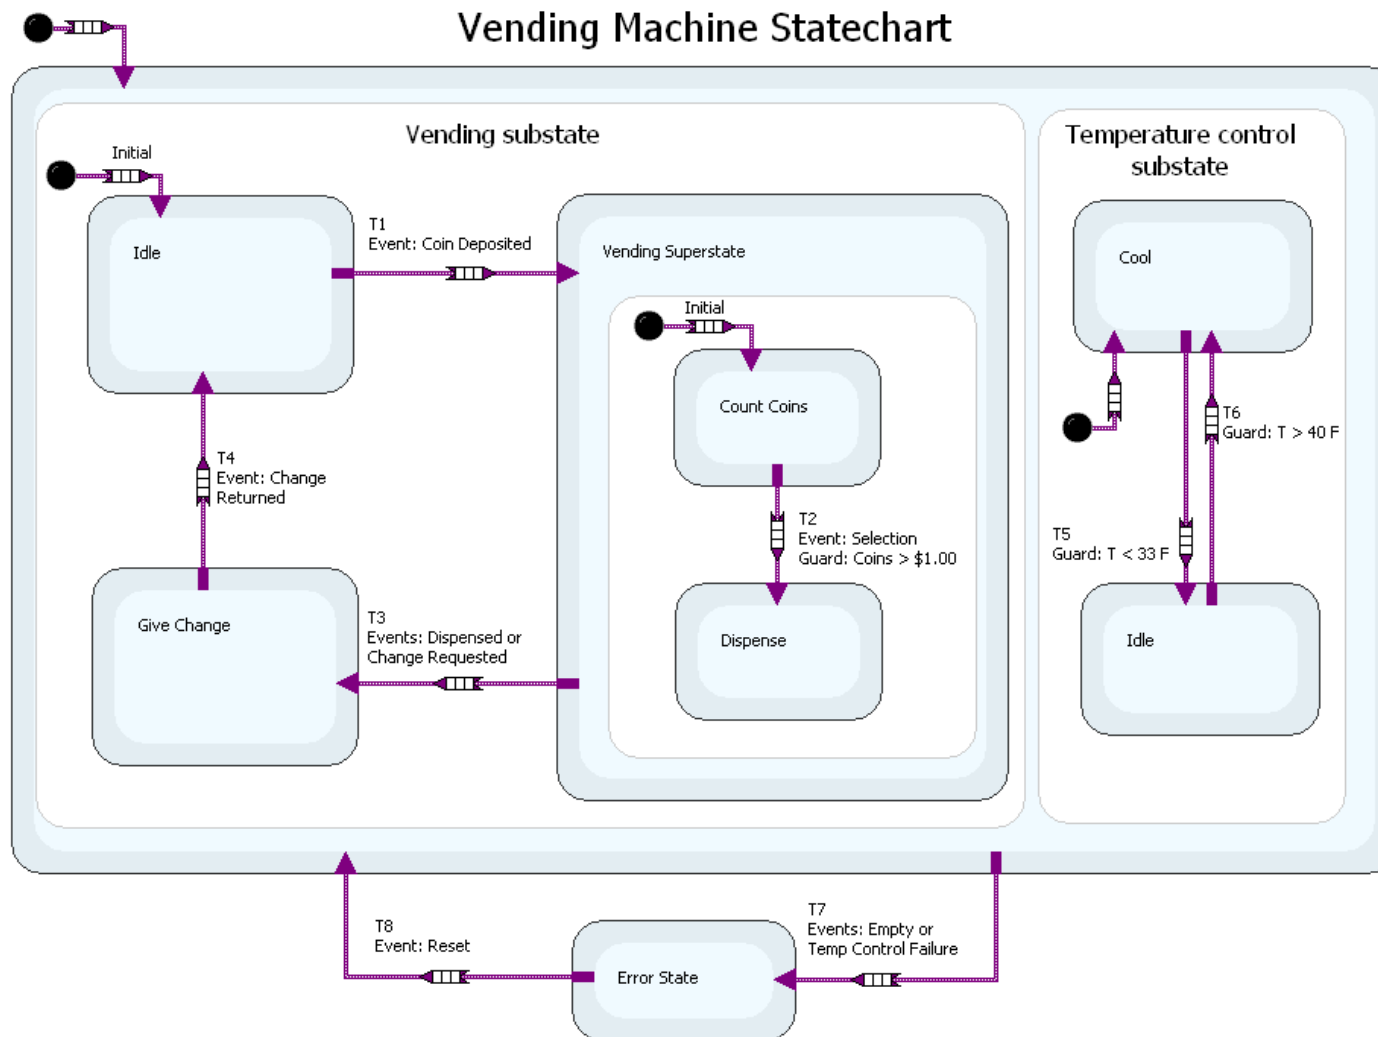 Vending Machine Statechart
Vending substate
Temperature control
substate
Initial
Idle
T1
Event: Coin Deposited
Vending Superstate
Initial
Count Coins
T2
Event: Selection
Guard: Coins > $1.00
Dispense
T3
Events: Dispensed or
Change Requested
Give Change
T4
Event: Change
Returned
Cool
T6
Guard: T > 40 F
T5
Guard: T < 33 F
Idle
T8
Event: Reset
Error State
T7
Events: Empty or
Temp Control Failure